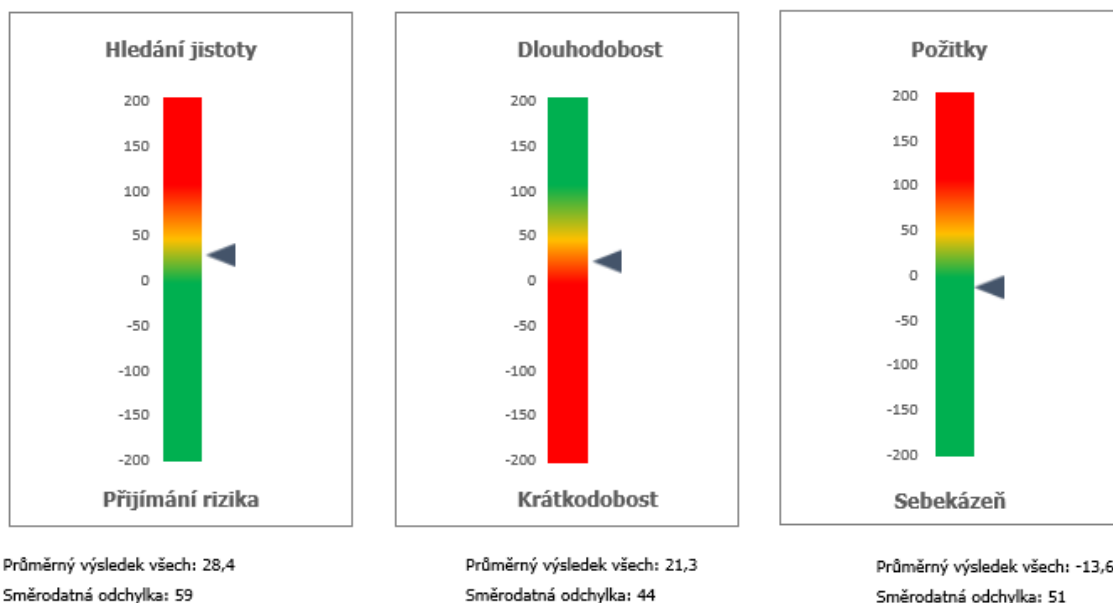 Hledání jistoty
200
150
100
50
0
-50
-100
-150
-200
Přijímání rizika
Průměrný výsledek všech: 28,4
Směrodatná odchylka: 59
Dlouhodobost
200
150
100
50
0
-50
-100
-150
-200
Krátkodobost
Průměrný výsledek všech: 21,3
Směrodatná odchylka: 44
Požitky
200
150
100
50
0
-50
-100
-150
-200
Sebekázeň
Průměrný výsledek všech: -13,6
Směrodatná odchylka: 51